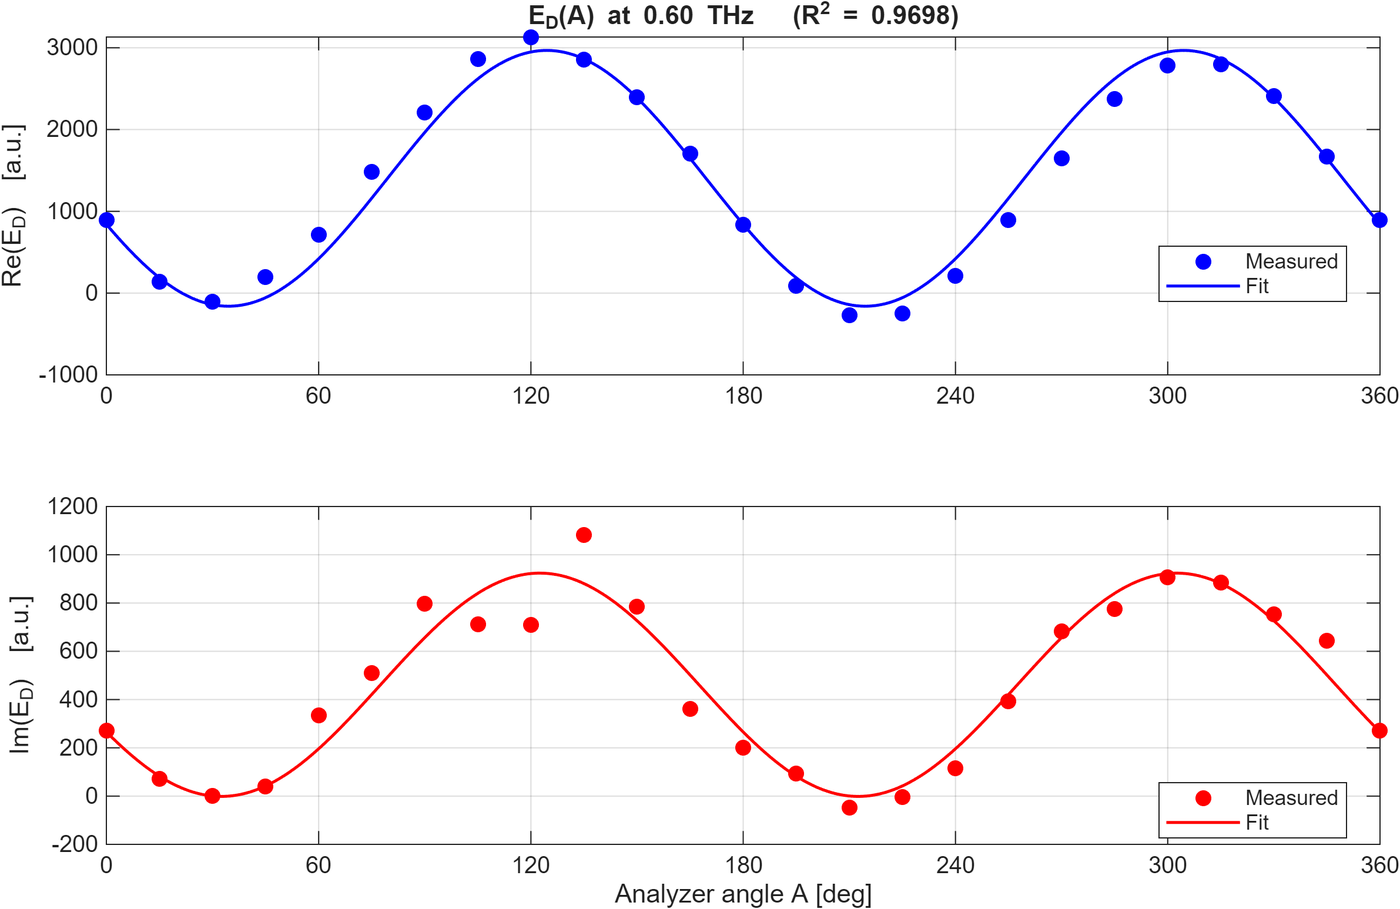 E_D(A) at 0.60 THz (R² = 0.9698)
Re(E_D) [a.u.]
3000
2000
1000
0
-1000
0 60 120 180 240 300 360
Measured
Fit
Im(E_D) [a.u.]
1200
1000
800
600
400
200
0
-200
0 60 120 180 240 300 360
Measured
Fit
Analyzer angle A [deg]